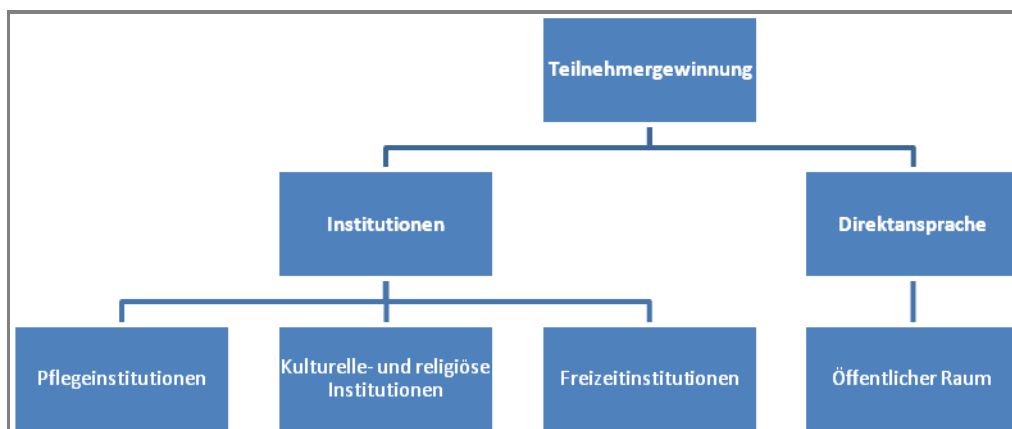 Teilnehmergewinnung
Institutionen
Direktansprache
Pflegeinstitutionen
Kulturelle- und religiöse
Institutionen
Freizeitinstitutionen
Öffentlicher Raum